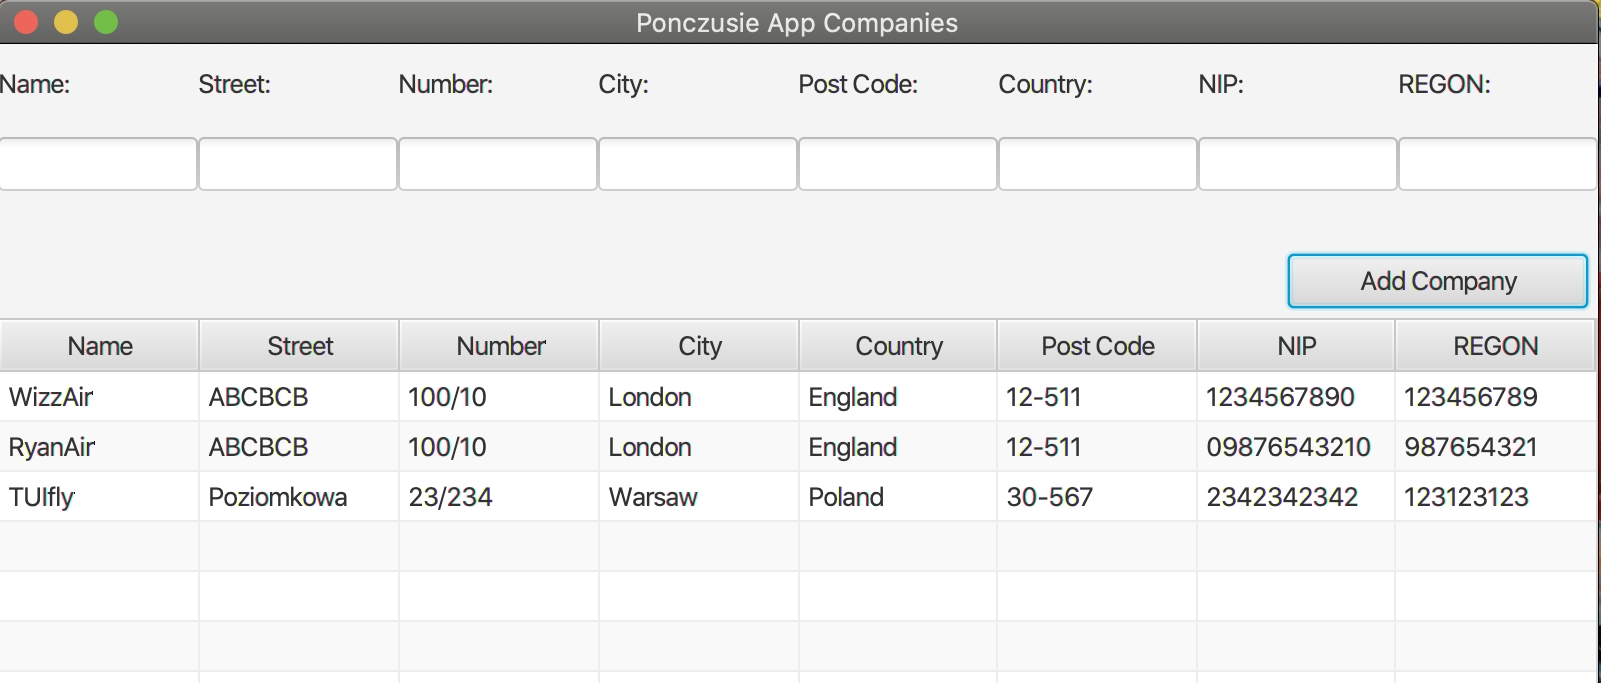 Ponczusie App Companies
Name: Street: Number: City: Post Code: Country: NIP: REGON:
Add Company
Name Street Number City Country Post Code NIP REGON
WizzAir ABCBCB 100/10 London England 12-511 1234567890 123456789
RyanAir ABCBCB 100/10 London England 12-511 09876543210 987654321
TUIfly Poziomkowa 23/234 Warsaw Poland 30-567 2342342342 123123123